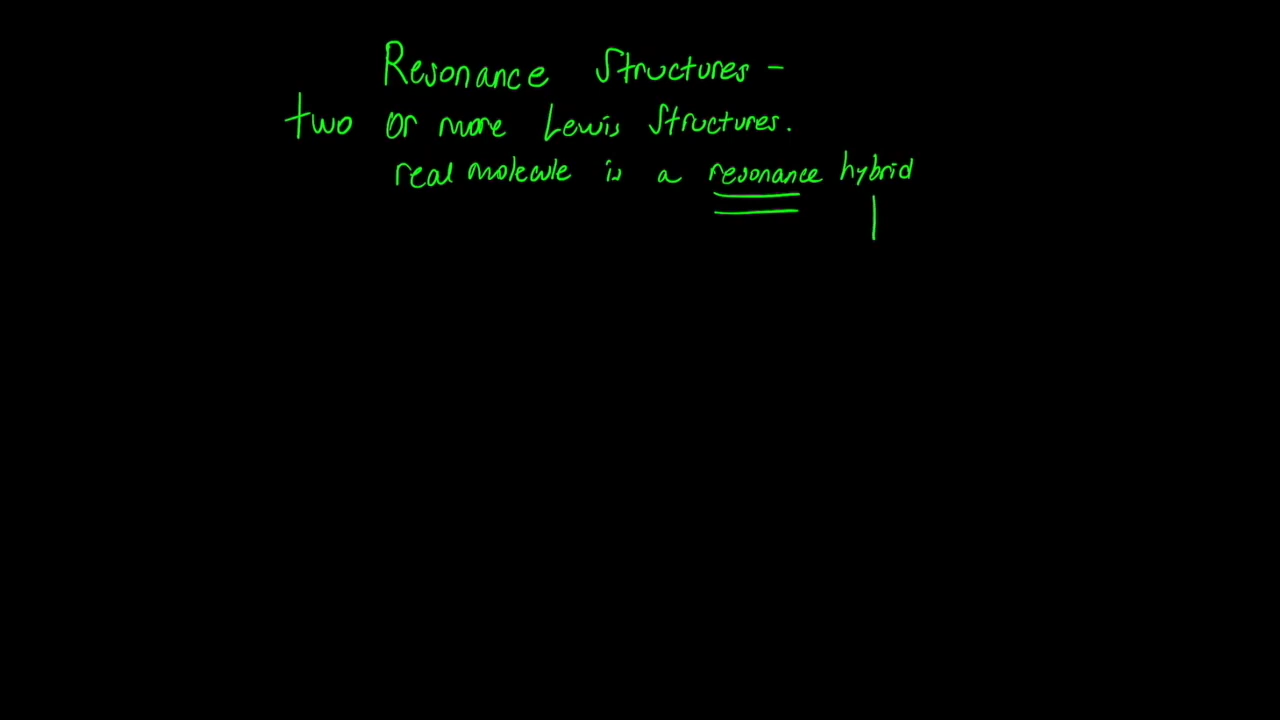 Resonance Structures -
two or more Lewis Structures.
real molecule is a resonance hybrid